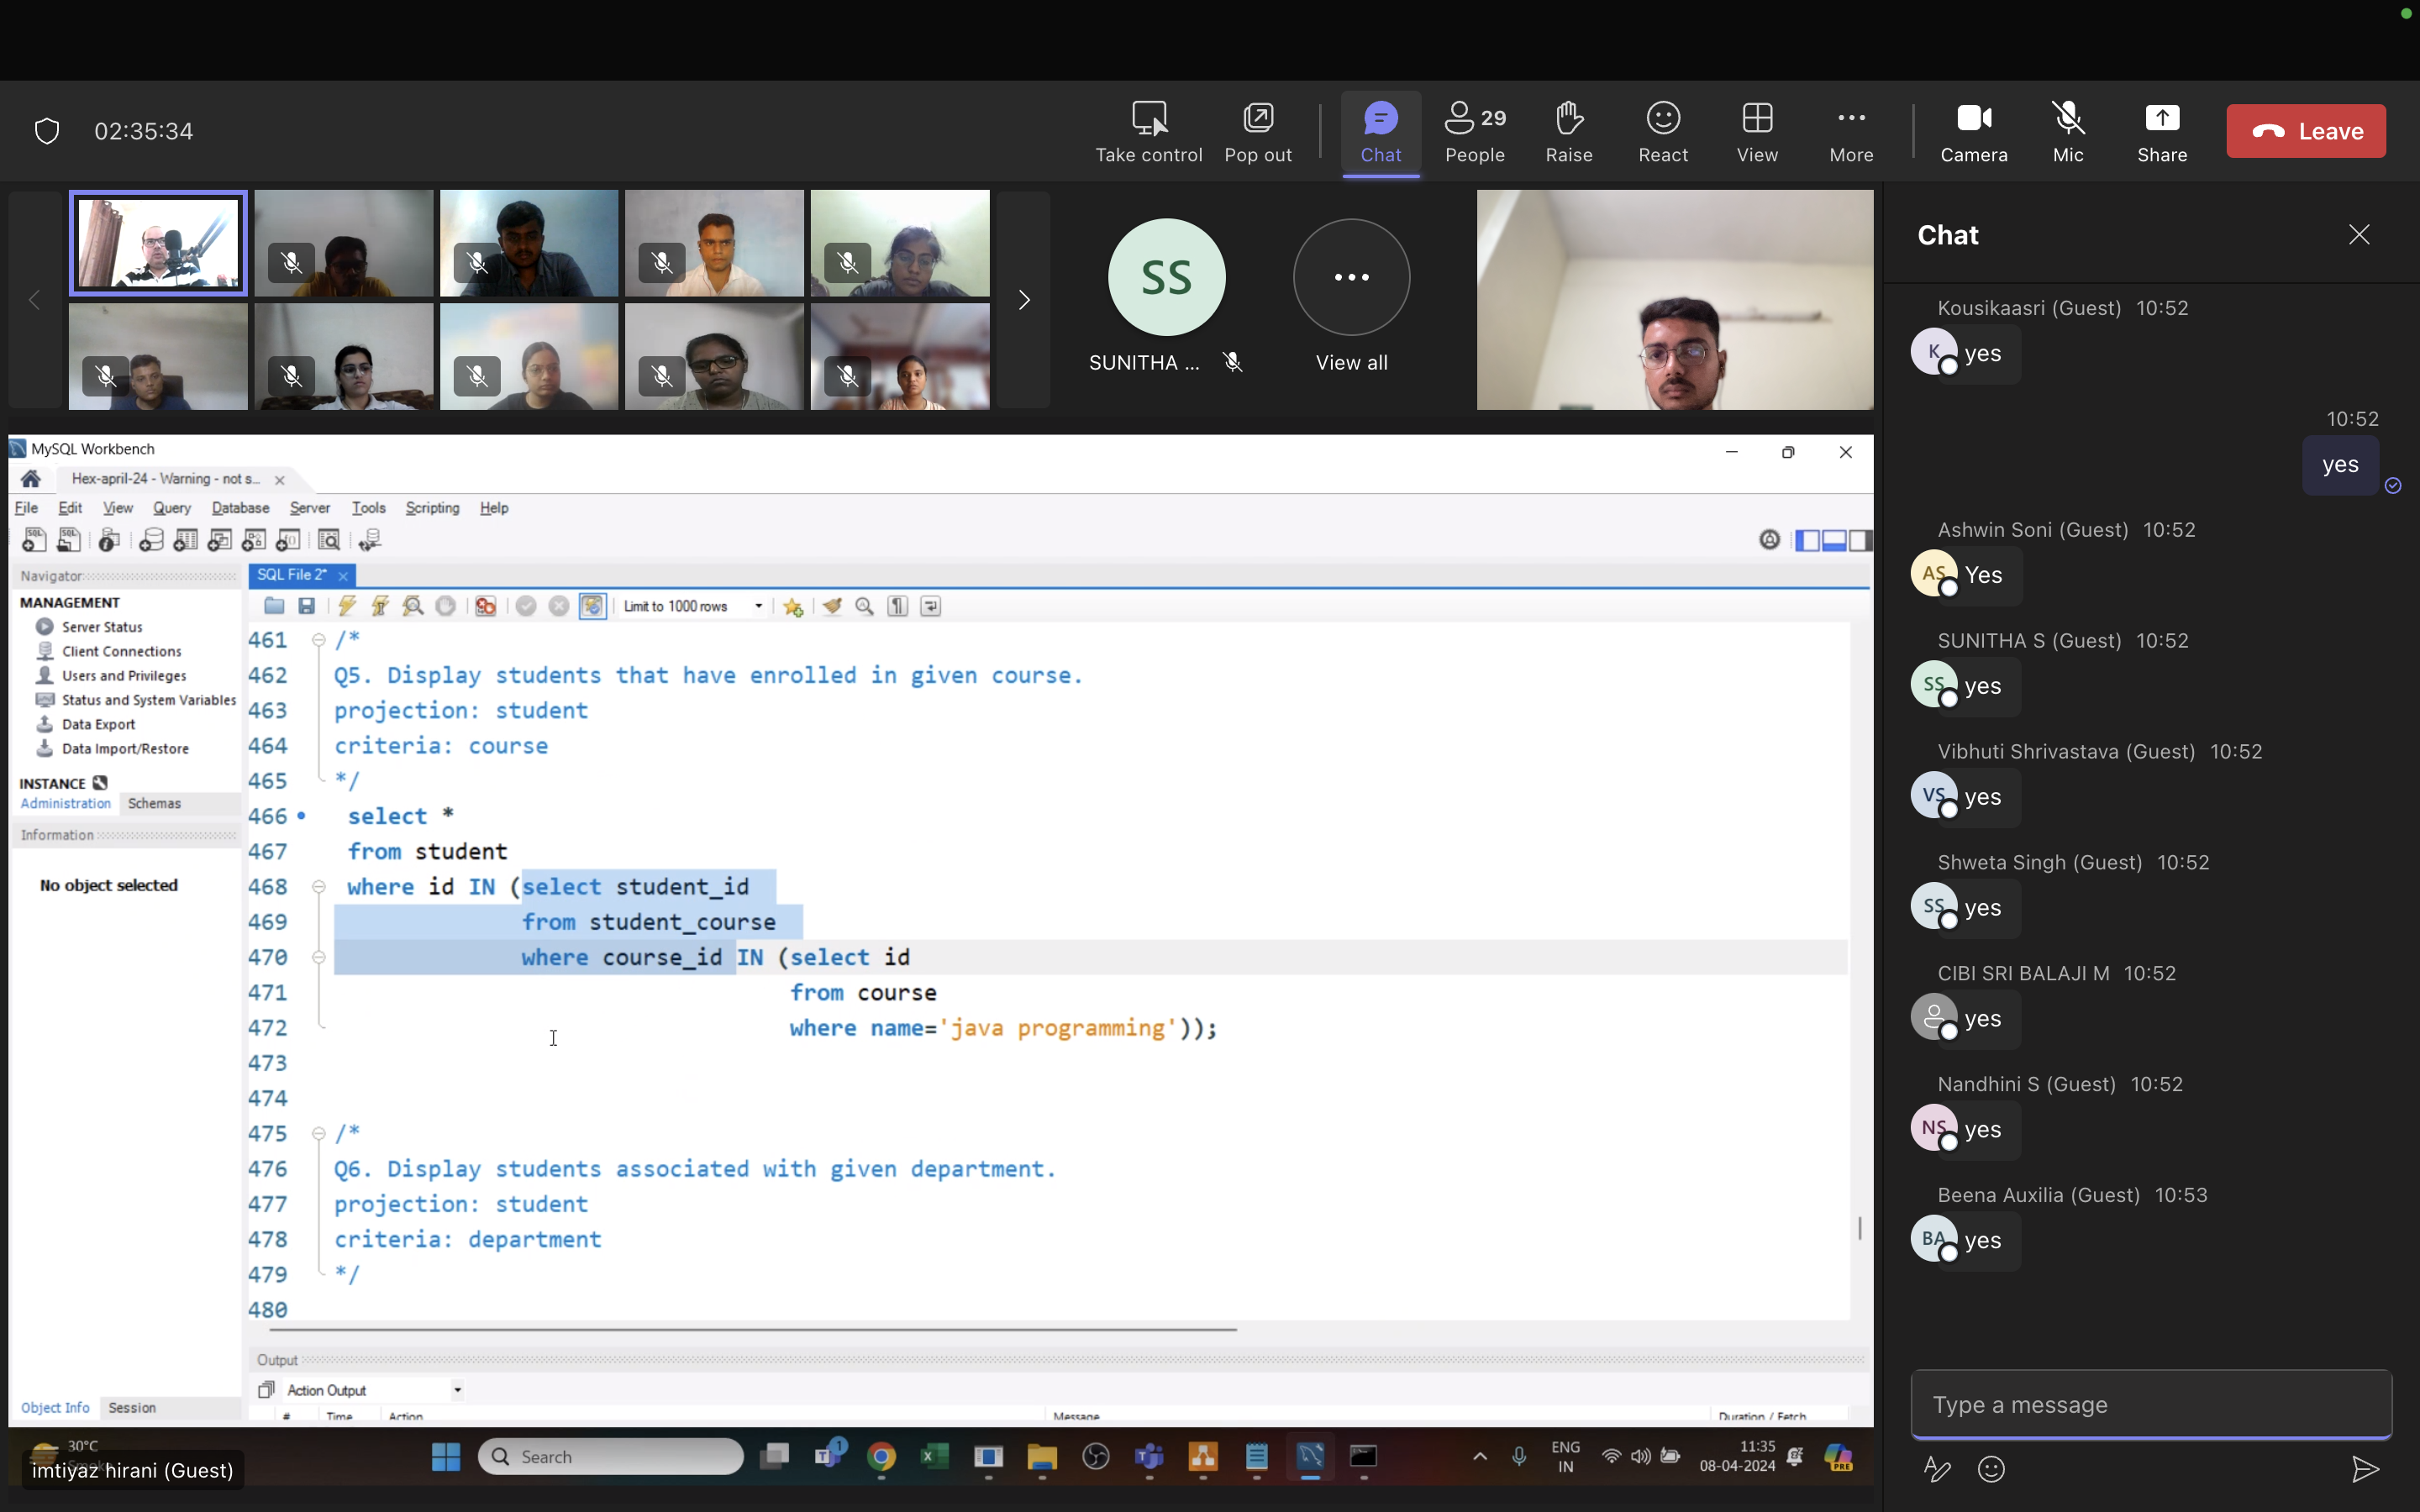 02:35:34
Take control
Pop out
Chat
29
People
Raise
React
View
More
Camera
Mic
Share
Leave
SS
SUNITHA ...
View all
MySQL Workbench
Hex-april-24 - Warning - not s...
File Edit View Query Database Server Tools Scripting Help
Navigator
MANAGEMENT
Server Status
Client Connections
Users and Privileges
Status and System Variables
Data Export
Data Import/Restore
INSTANCE
Administration Schemas
Information
No object selected
Object Info Session
SQL File 2*
Limit to 1000 rows
461 /*
462 Q5. Display students that have enrolled in given course.
463 projection: student
464 criteria: course
465 */
466 select *
467 from student
468 where id IN (select student_id
469 from student_course
470 where course_id IN (select id
471 from course
472 where name='java programming'));
473
474
475 /*
476 Q6. Display students associated with given department.
477 projection: student
478 criteria: department
479 */
480
Output
Action Output
# Time Action Message Duration / Fetch
30°C
imtiyaz hirani (Guest)
Search
1
ENG
IN
11:35
08-04-2024
PRE
Chat
Kousikaasri (Guest) 10:52
K
yes
10:52
yes
Ashwin Soni (Guest) 10:52
AS
Yes
SUNITHA S (Guest) 10:52
SS
yes
Vibhuti Shrivastava (Guest) 10:52
VS
yes
Shweta Singh (Guest) 10:52
SS
yes
CIBI SRI BALAJI M 10:52
yes
Nandhini S (Guest) 10:52
NS
yes
Beena Auxilia (Guest) 10:53
BA
yes
Type a message